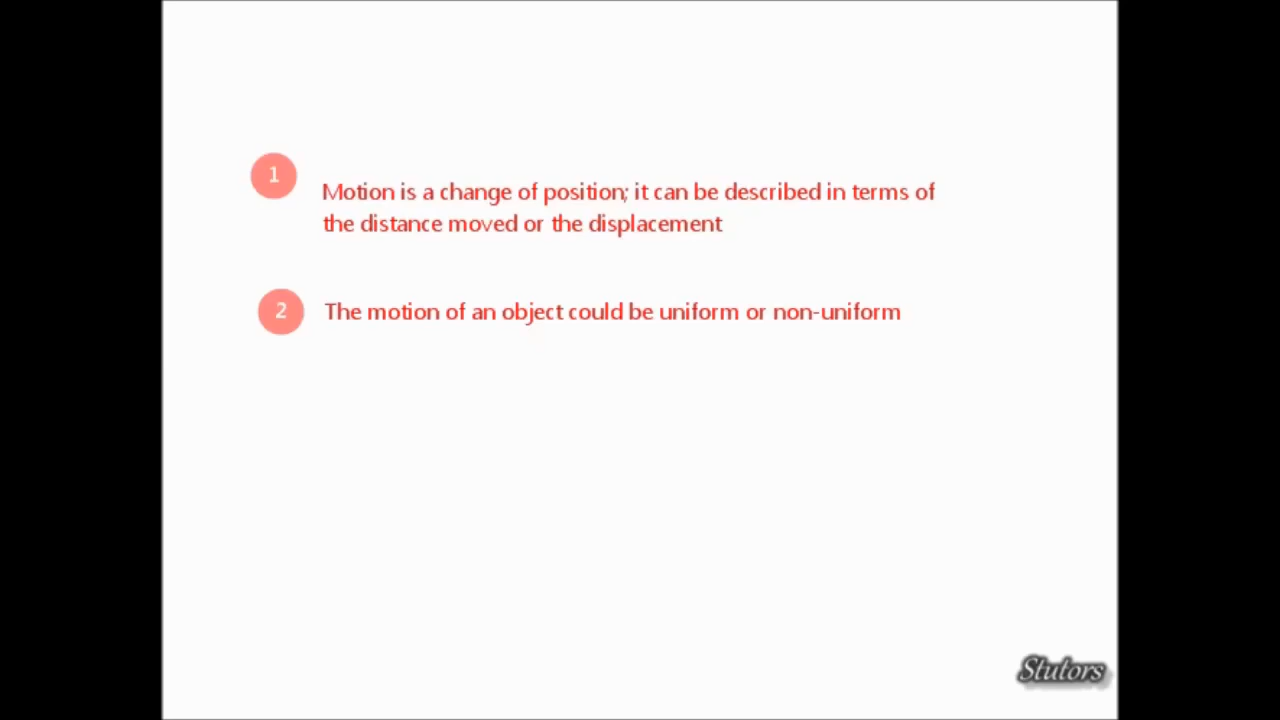 1
Motion is a change of position; it can be described in terms of
the distance moved or the displacement
2
The motion of an object could be uniform or non-uniform
Stutors